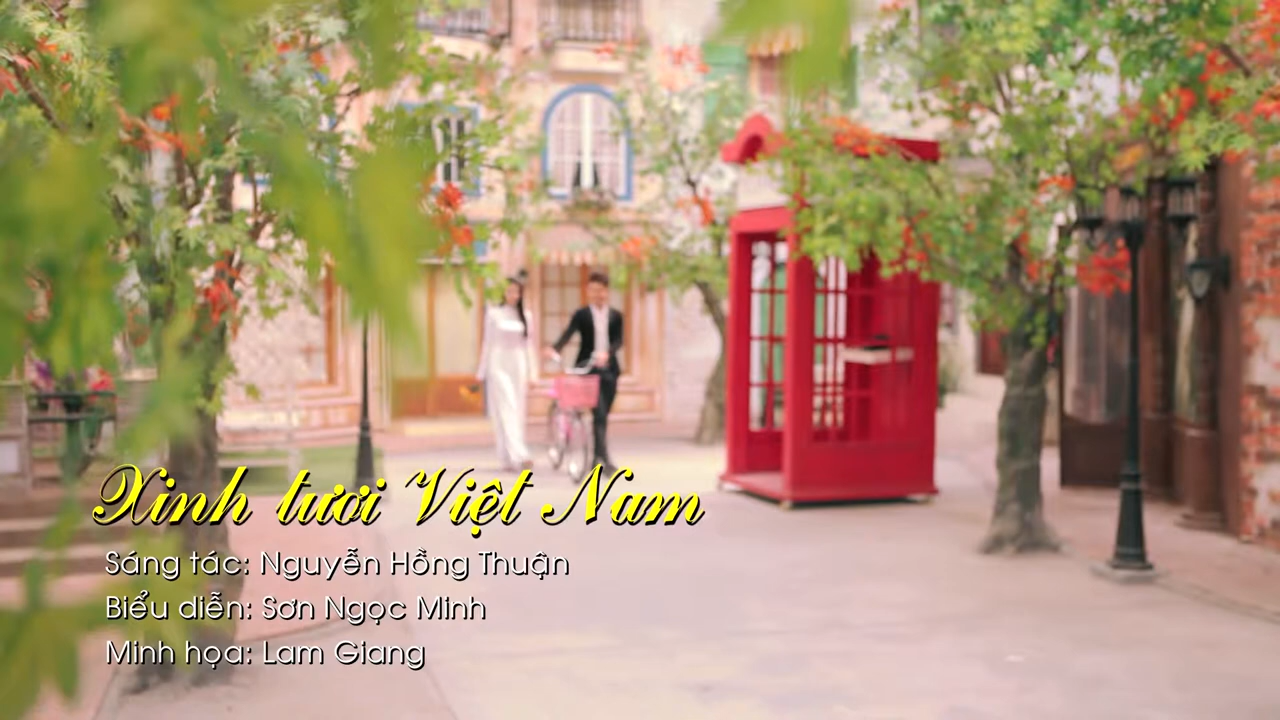 Xinh tươi Việt Nam
Sáng tác: Nguyễn Hồng Thuận
Biểu diễn: Sơn Ngọc Minh
Minh họa: Lam Giang